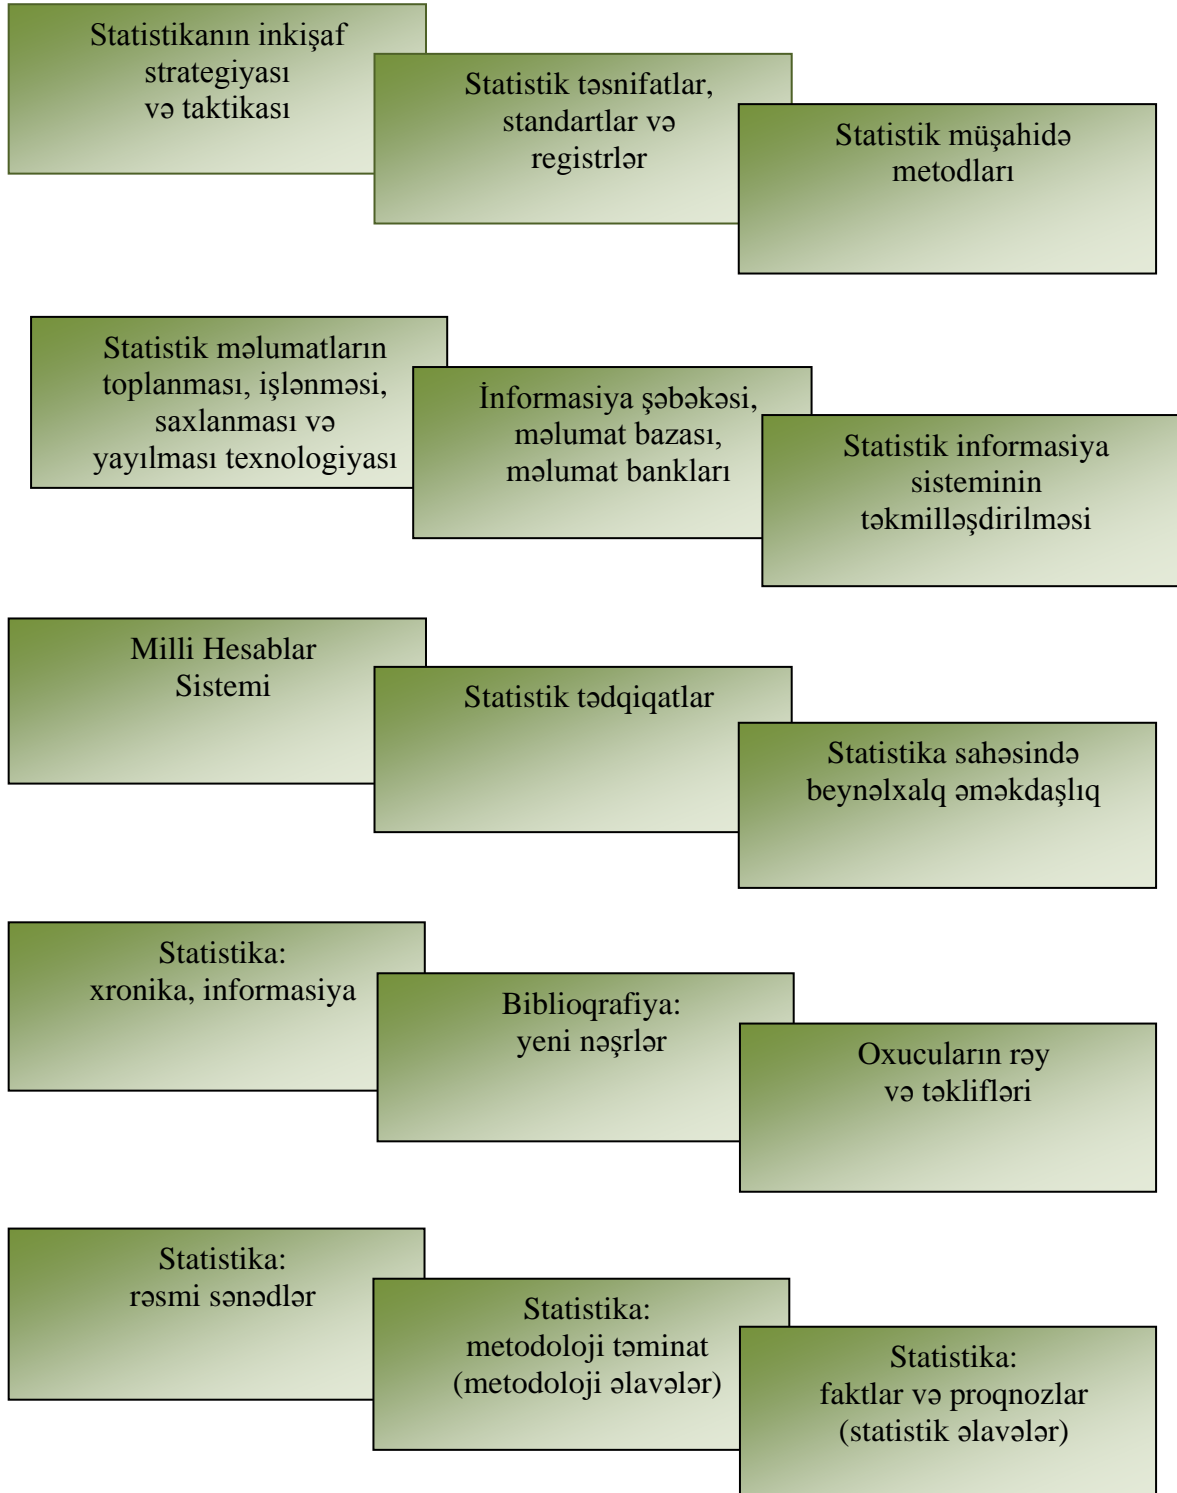 Statistikanın inkişaf
strategiyası
və taktikası
Statistik təsnifatlar,
standartlar və
registrlər
Statistik müşahidə
metodları
Statistik məlumatların
toplanması, işlənməsi,
saxlanması və
yayılması texnologiyası
İnformasiya şəbəkəsi,
məlumat bazası,
məlumat bankları
Statistik informasiya
sisteminin
təkmilləşdirilməsi
Milli Hesablar
Sistemi
Statistik tədqiqatlar
Statistika sahəsində
beynəlxalq əməkdaşlıq
Statistika:
xronika, informasiya
Biblioqrafiya:
yeni nəşrlər
Oxucuların rəy
və təklifləri
Statistika:
rəsmi sənədlər
Statistika:
metodoloji təminat
(metodoloji əlavələr)
Statistika:
faktlar və proqnozlar
(statistik əlavələr)